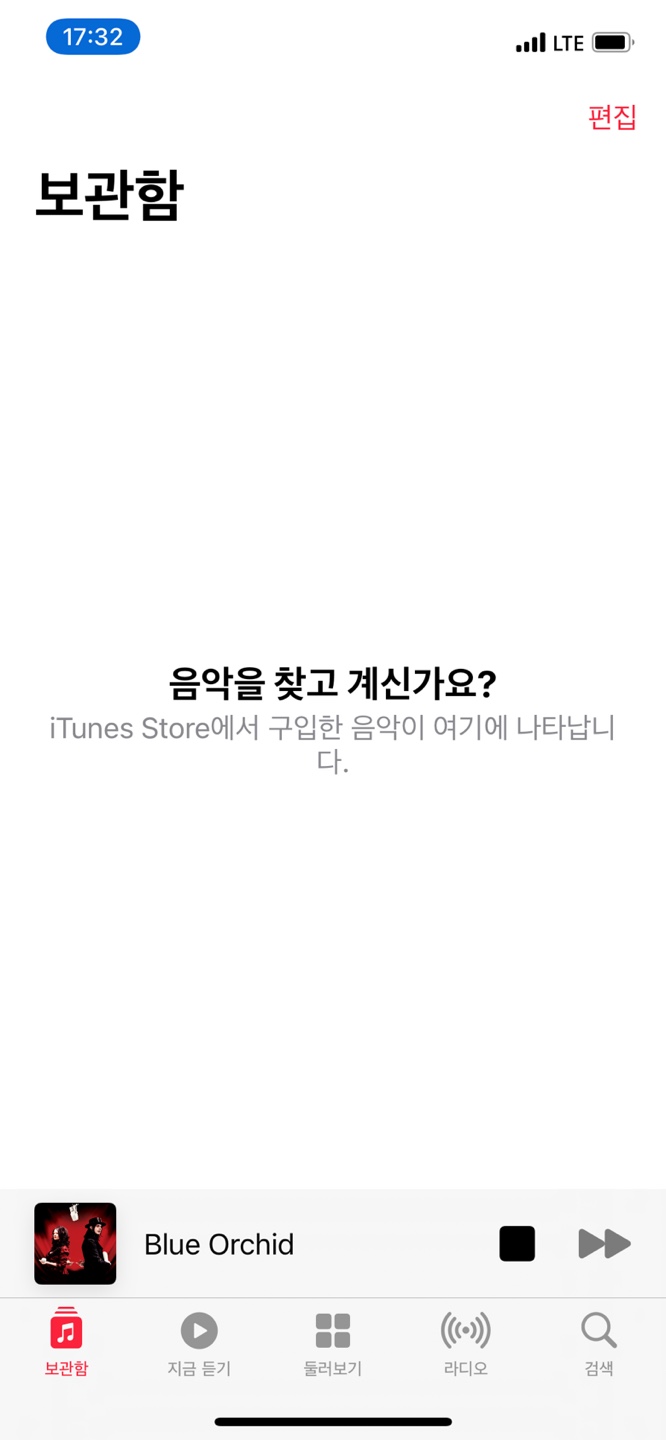 17:32
LTE
편집
보관함
음악을 찾고 계신가요?
iTunes Store에서 구입한 음악이 여기에 나타납니
다.
Blue Orchid
보관함
지금 듣기
둘러보기
라디오
검색